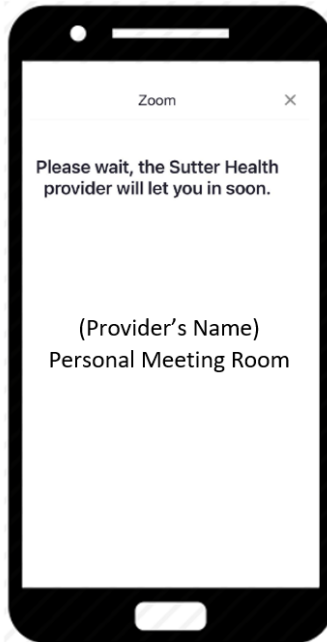 Zoom ×
Please wait, the Sutter Health
provider will let you in soon.
(Provider's Name)
Personal Meeting Room